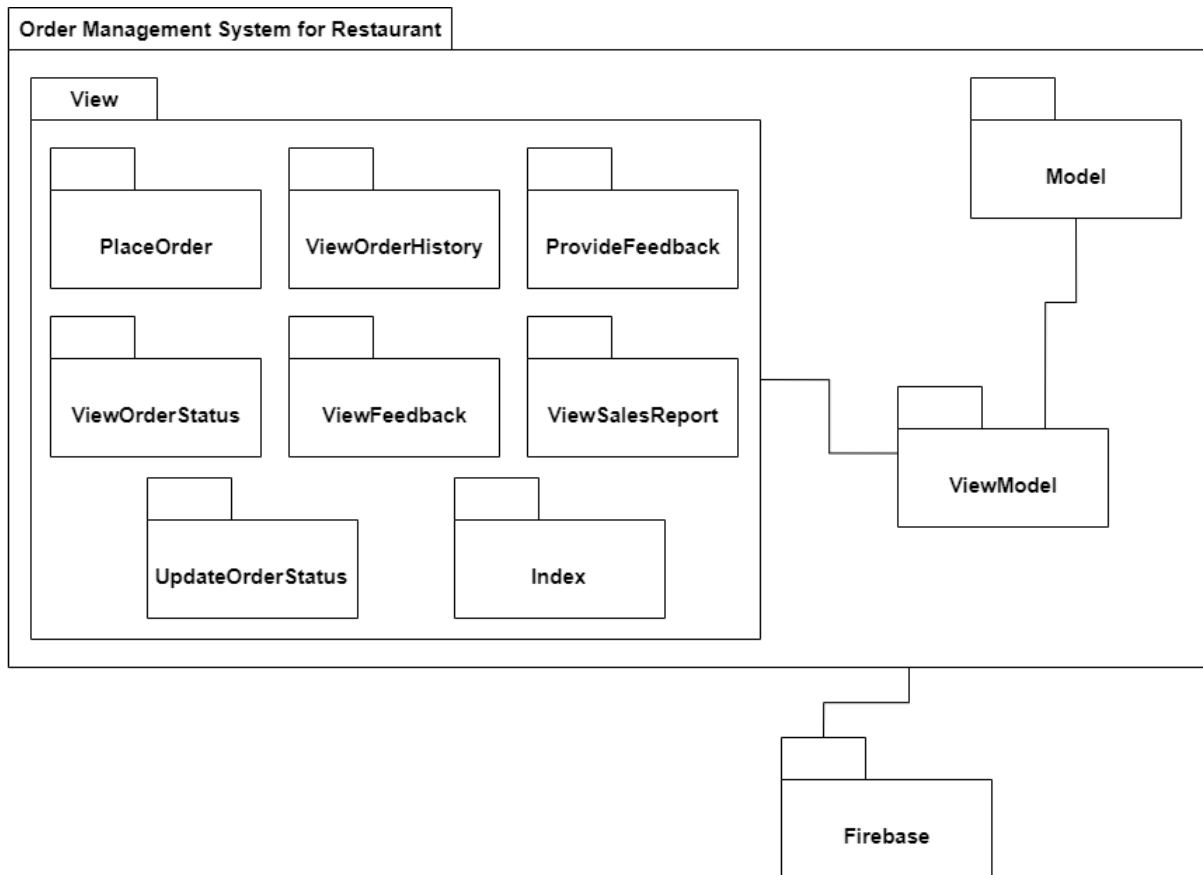 Order Management System for Restaurant
View
Model
PlaceOrder
ViewOrderHistory
ProvideFeedback
ViewOrderStatus
ViewFeedback
ViewSalesReport
ViewModel
UpdateOrderStatus
Index
Firebase